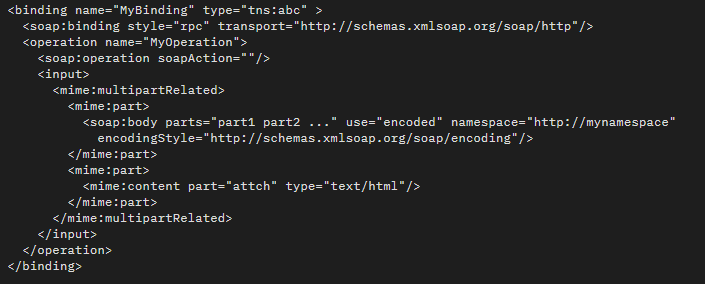 <binding name="MyBinding" type="tns:abc" >
  <soap:binding style="rpc" transport="http://schemas.xmlsoap.org/soap/http"/>
  <operation name="MyOperation">
    <soap:operation soapAction=""/>
    <input>
      <mime:multipartRelated>
        <mime:part>
          <soap:body parts="part1 part2 ..." use="encoded" namespace="http://mynamespace"
            encodingStyle="http://schemas.xmlsoap.org/soap/encoding"/>
        </mime:part>
        <mime:part>
          <mime:content part="attch" type="text/html"/>
        </mime:part>
      </mime:multipartRelated>
    </input>
  </operation>
</binding>